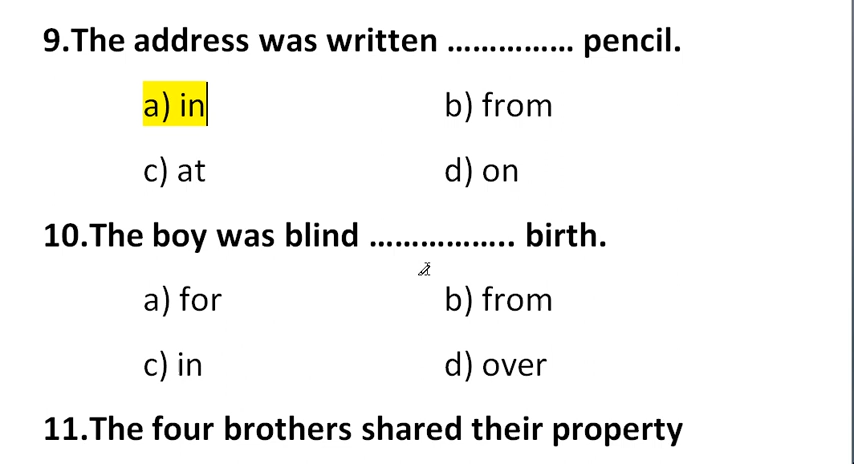 9.The address was written …………… pencil.
a) in b) from
c) at d) on
10.The boy was blind …………….. birth.
a) for b) from
c) in d) over
11.The four brothers shared their property